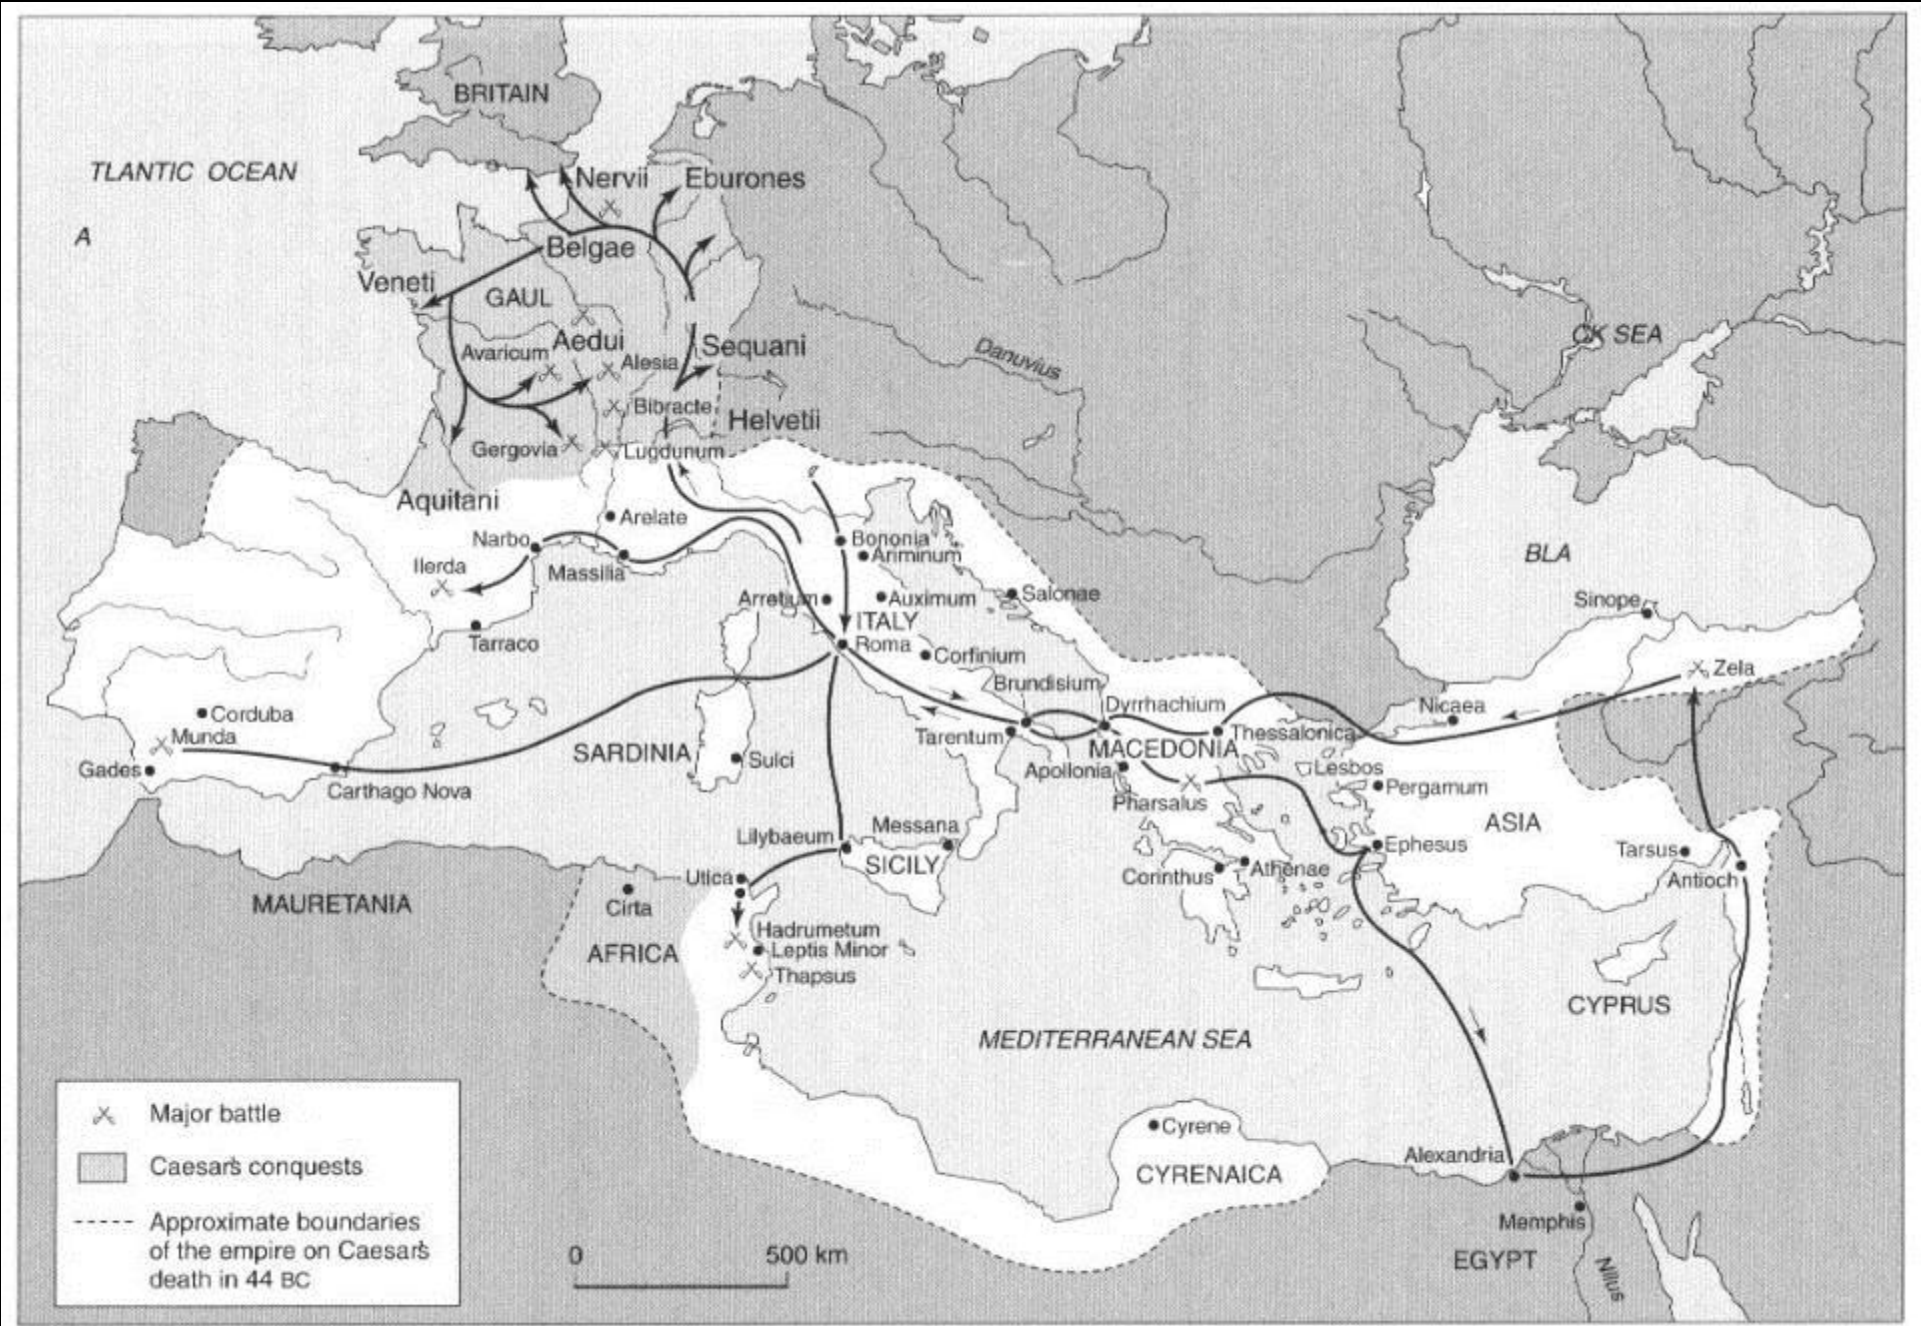 BRITAIN
TLANTIC OCEAN
A
Nervii
Eburones
Belgae
Veneti
GAUL
CK SEA
Aedui
Sequani
Avaricum
Alesia
Danuvius
Bibracte
Helvetii
Gergovia
Lugdunum
Aquitani
Arelate
Narbo
Bononia
Ariminum
BLA
Ilerda
Massilia
Arretium
Auximum
Salonae
Sinope
ITALY
Tarraco
Roma
Corfinium
Zela
Brundisium
Dyrrhachium
Nicaea
Corduba
Munda
Tarentum
Thessalonica
SARDINIA
Sulci
MACEDONIA
Gades
Apollonia
Lesbos
Carthago Nova
Pharsalus
Pergamum
ASIA
Lilybaeum
Messana
Ephesus
Tarsus
SICILY
Utica
Corinthus
Athenae
Antioch
MAURETANIA
Cirta
Hadrumetum
AFRICA
Leptis Minor
Thapsus
CYPRUS
MEDITERRANEAN SEA
Cyrene
Alexandria
CYRENAICA
Memphis
EGYPT
Nilus
Major battle
Caesar's conquests
Approximate boundaries
of the empire on Caesar's
death in 44 BC
0 500 km